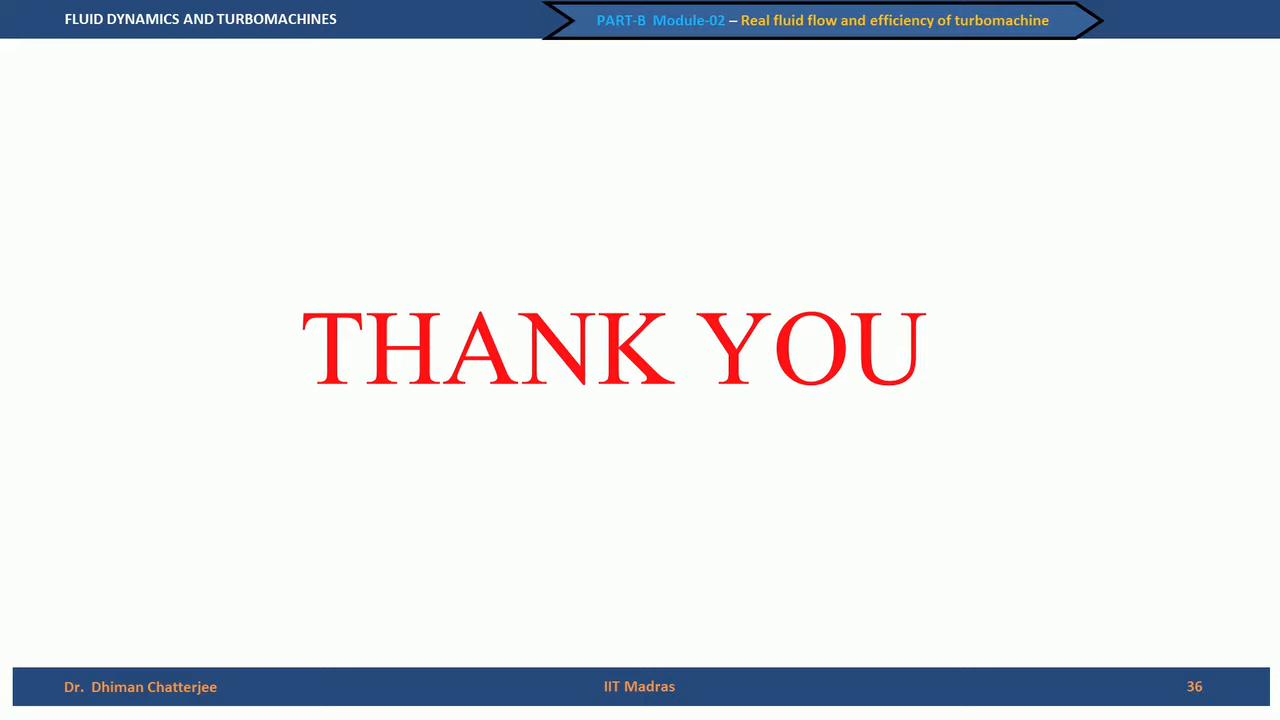 FLUID DYNAMICS AND TURBOMACHINES
PART-B Module-02 – Real fluid flow and efficiency of turbomachine
THANK YOU
Dr. Dhiman Chatterjee
IIT Madras
36